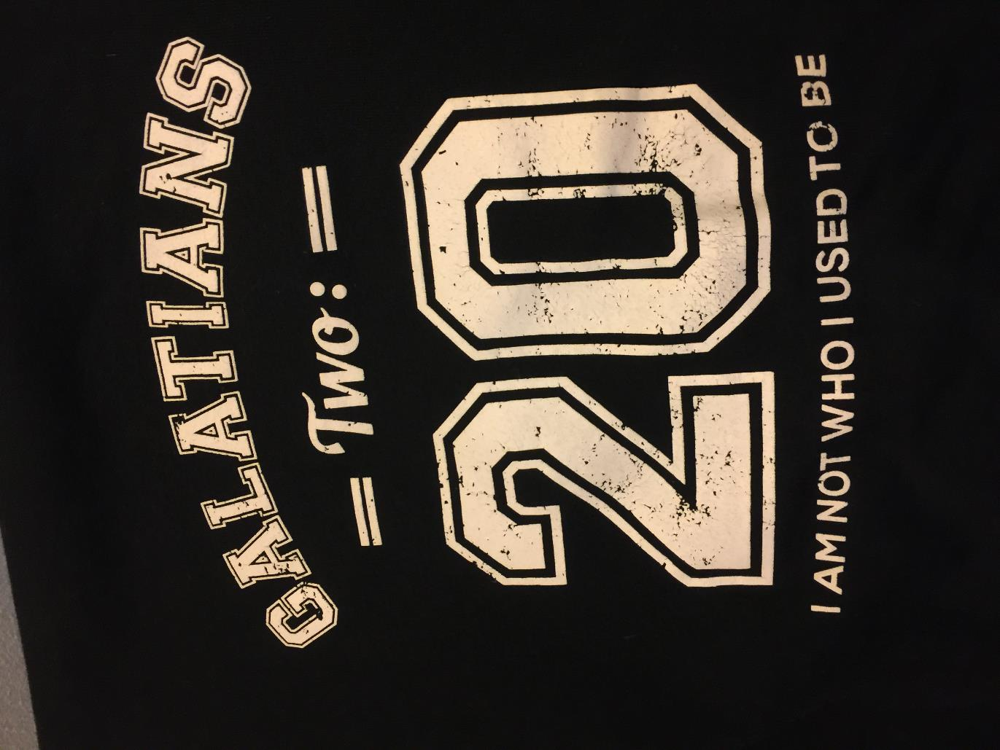 GALATIANS
= Two: =
20
I AM NOT WHO I USED TO BE